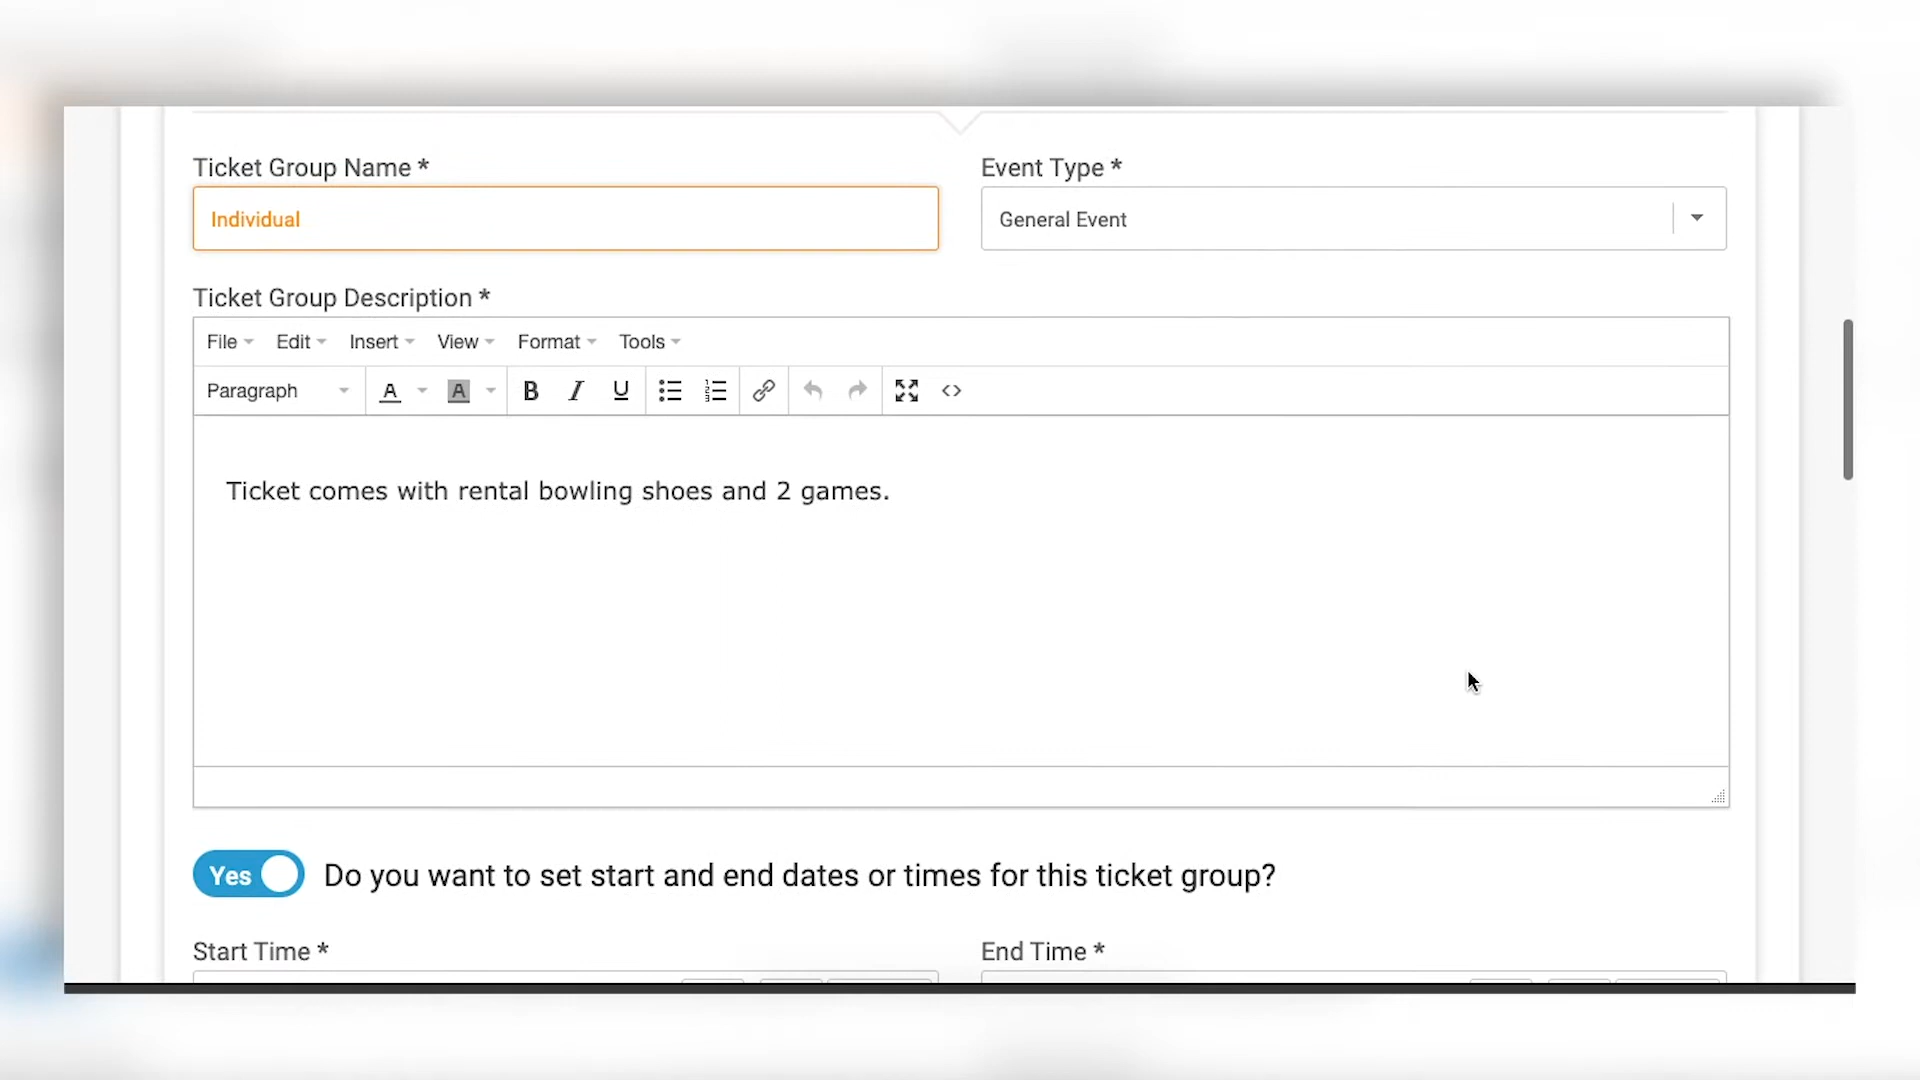 Ticket Group Name *
Event Type *
Individual
General Event
Ticket Group Description *
File Edit Insert View Format Tools
Paragraph A A B I U
Ticket comes with rental bowling shoes and 2 games.
Yes Do you want to set start and end dates or times for this ticket group?
Start Time *
End Time *